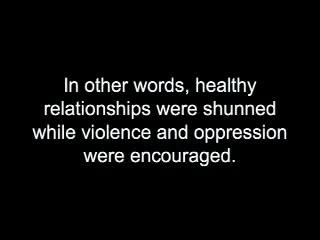 In other words, healthy
relationships were shunned
while violence and oppression
were encouraged.